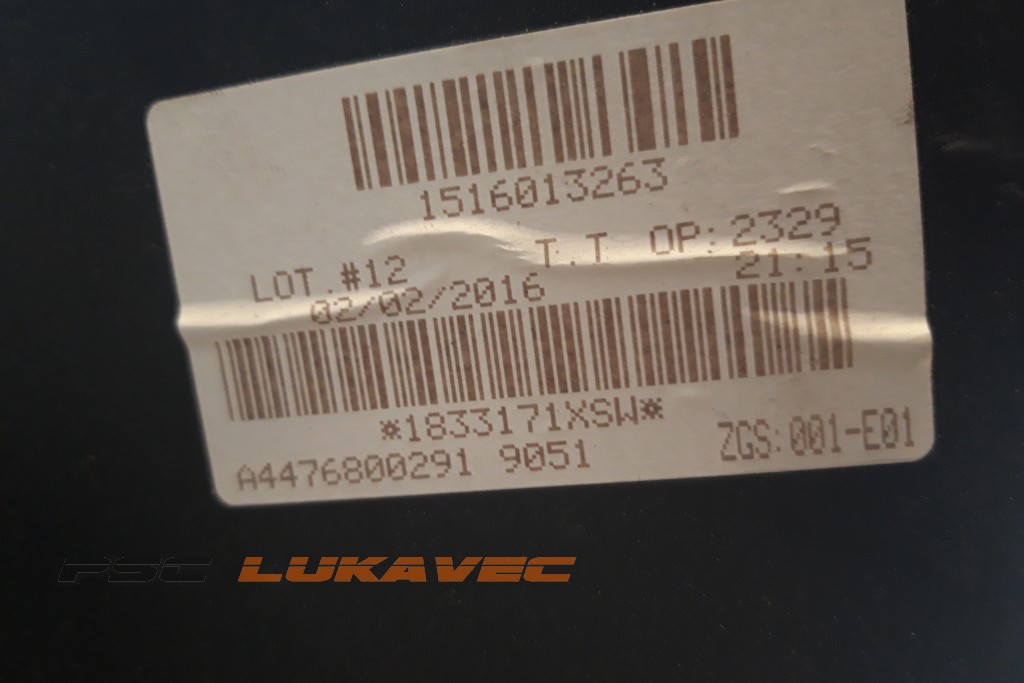 1516013263
LOT.#12 T.T OP:2329
02/02/2016 21:15
*1833171XSW*
A4476800291 9051 ZGS:001-E01
PSC LUKAVEC